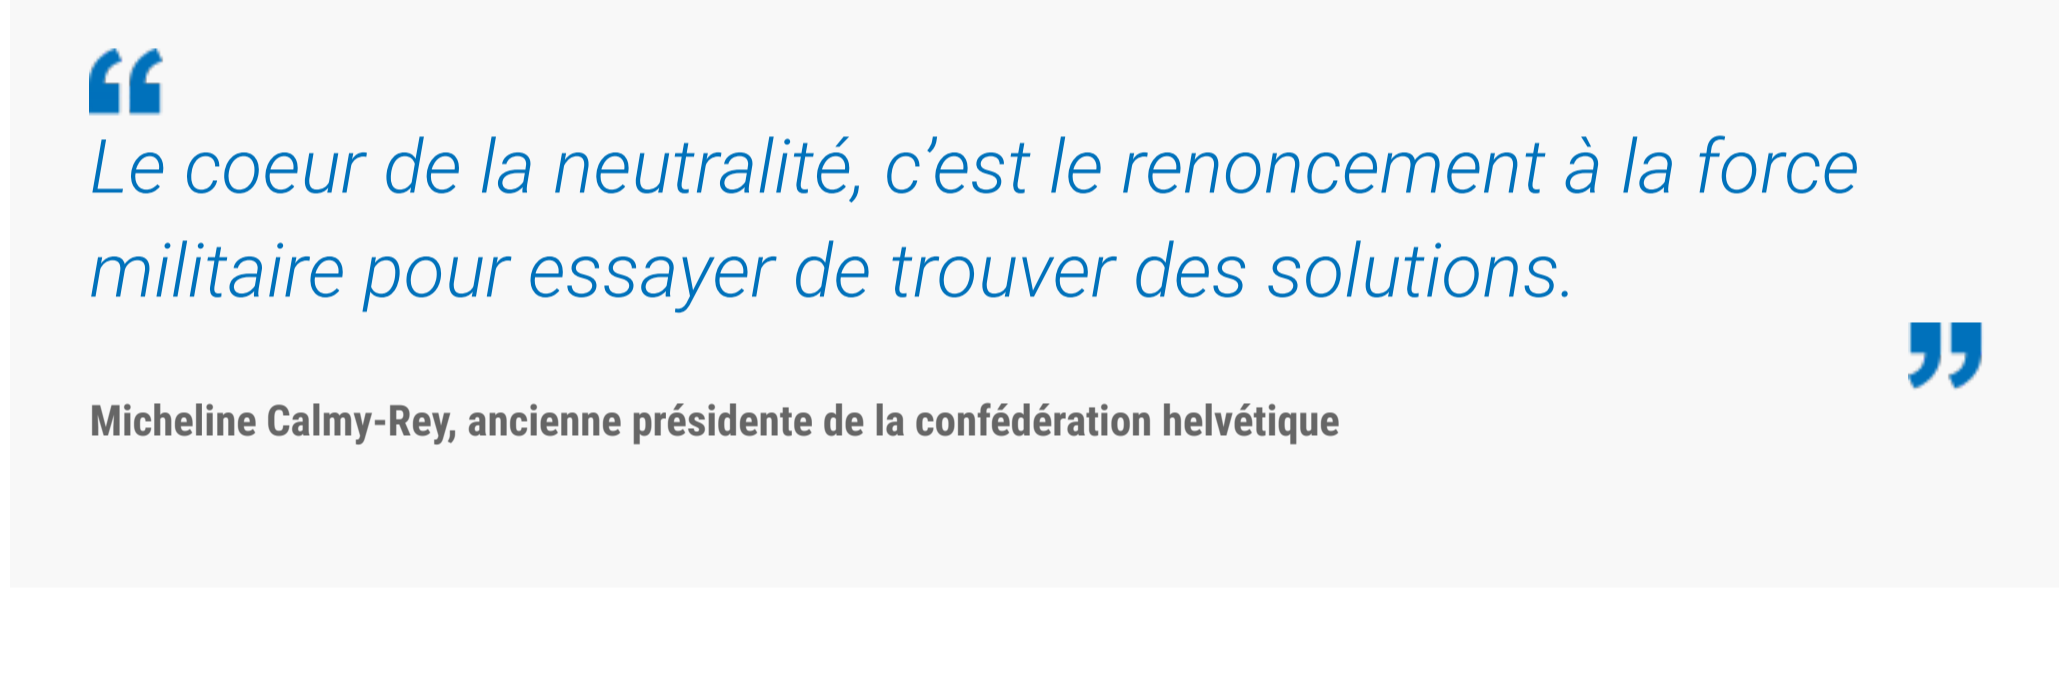 “
Le coeur de la neutralité, c’est le renoncement à la force
militaire pour essayer de trouver des solutions.
”
Micheline Calmy-Rey, ancienne présidente de la confédération helvétique